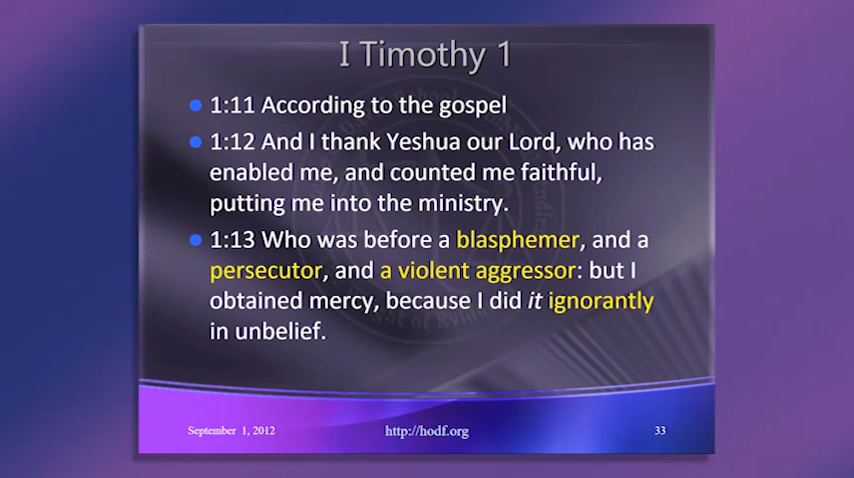 I Timothy 1
1:11 According to the gospel
1:12 And I thank Yeshua our Lord, who has
enabled me, and counted me faithful,
putting me into the ministry.
1:13 Who was before a blasphemer, and a
persecutor, and a violent aggressor: but I
obtained mercy, because I did it ignorantly
in unbelief.
September 1, 2012
http://hodf.org
33